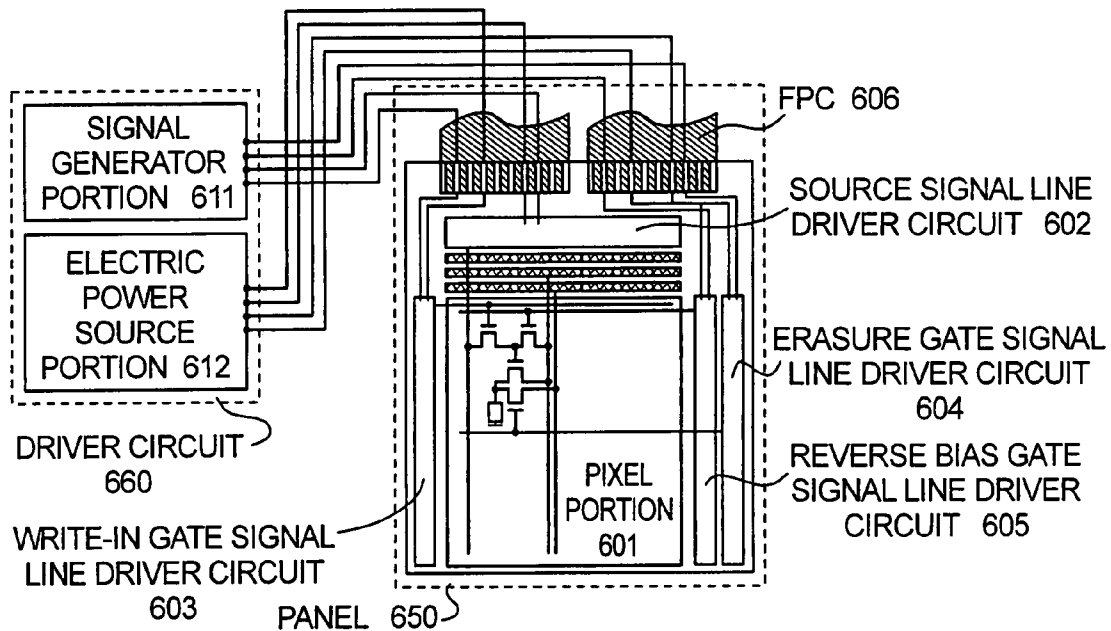 FPC 606
SIGNAL
GENERATOR
PORTION 611
SOURCE SIGNAL LINE
DRIVER CIRCUIT 602
ELECTRIC
POWER
SOURCE
PORTION 612
ERASURE GATE SIGNAL
LINE DRIVER CIRCUIT
604
DRIVER CIRCUIT
660
PIXEL
PORTION
601
REVERSE BIAS GATE
SIGNAL LINE DRIVER
CIRCUIT 605
WRITE-IN GATE SIGNAL
LINE DRIVER CIRCUIT
603
PANEL 650